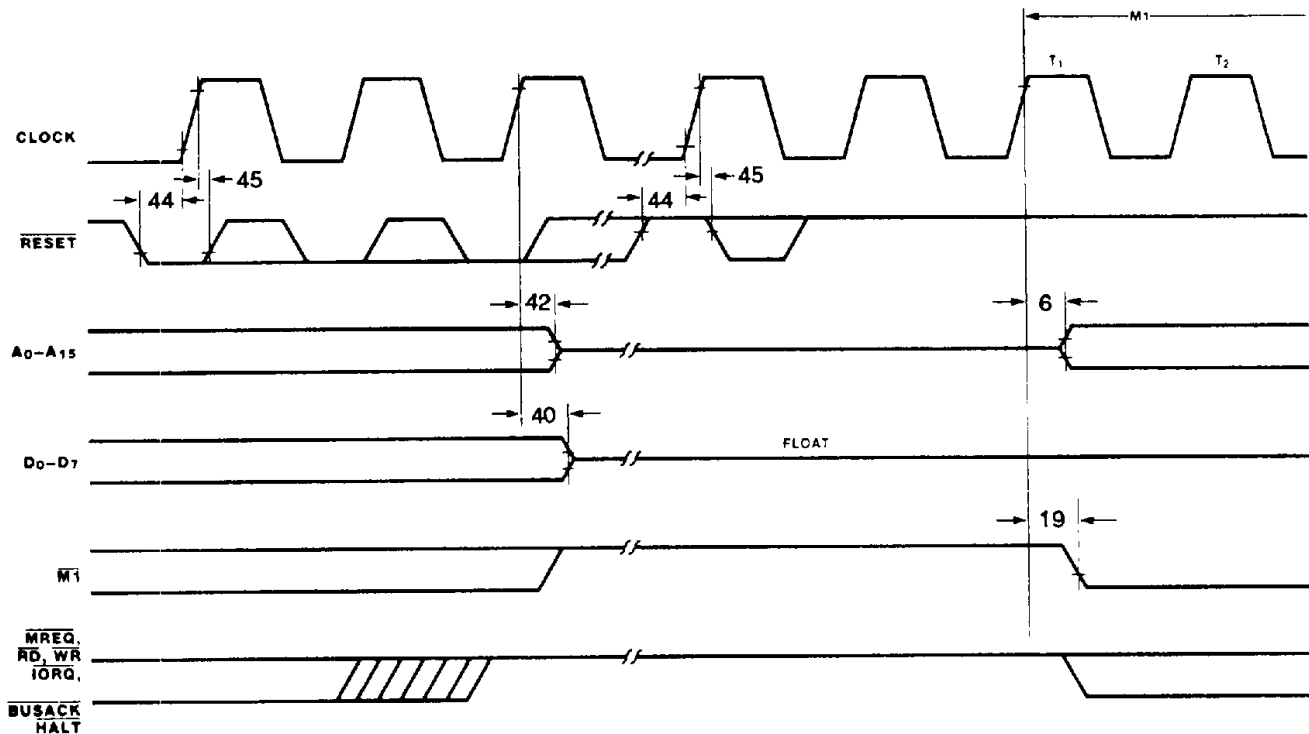 M1
T1 T2
CLOCK
44 45 44 45
RESET
42 6
A0–A15
40
D0–D7 FLOAT
19
M1
MREQ,
RD, WR
IORQ,
BUSACK
HALT